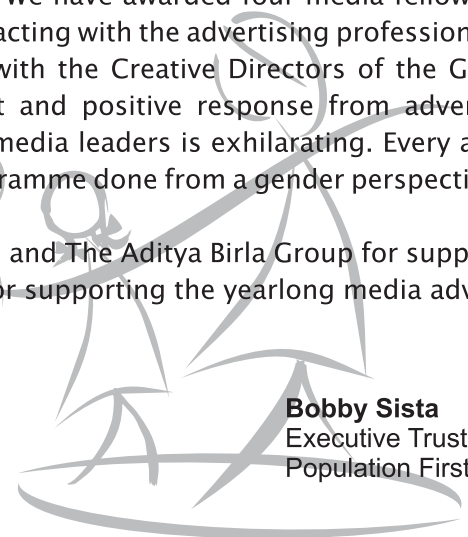 We have awarded four media fellow
acting with the advertising profession
with the Creative Directors of the G
t and positive response from adver
media leaders is exhilarating. Every a
ramme done from a gender perspecti
and The Aditya Birla Group for supp
or supporting the yearlong media adv
Bobby Sista
Executive Trust
Population First